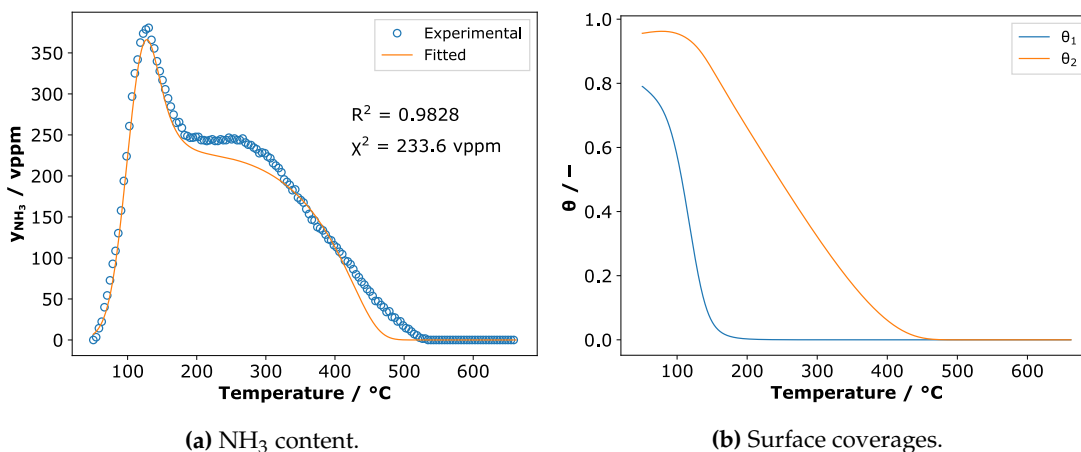 Experimental
Fitted
R² = 0.9828
χ² = 233.6 vppm
y_NH₃ / vppm
350
300
250
200
150
100
50
0
100 200 300 400 500 600
Temperature / °C
(a) NH₃ content.
θ₁
θ₂
θ / −
1.0
0.8
0.6
0.4
0.2
0.0
100 200 300 400 500 600
Temperature / °C
(b) Surface coverages.